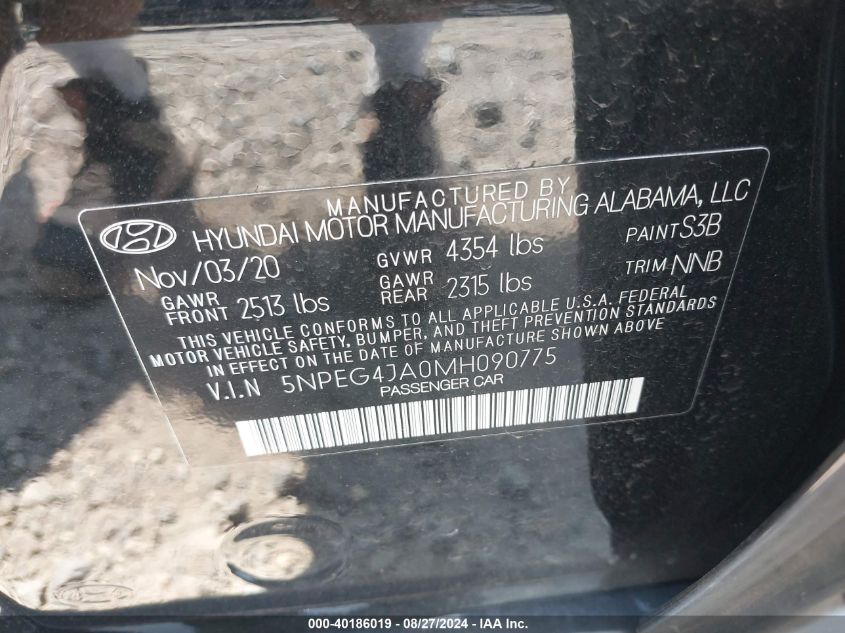 MANUFACTURED BY
HYUNDAI MOTOR MANUFACTURING ALABAMA, LLC
Nov/03/20 GVWR 4354 lbs PAINT S3B
GAWR FRONT 2513 lbs GAWR REAR 2315 lbs TRIM NNB
THIS VEHICLE CONFORMS TO ALL APPLICABLE U.S.A. FEDERAL
MOTOR VEHICLE SAFETY, BUMPER, AND THEFT PREVENTION STANDARDS
IN EFFECT ON THE DATE OF MANUFACTURE SHOWN ABOVE
V.I.N 5NPEG4JA0MH090775
PASSENGER CAR
000-40186019 - 08/27/2024 - IAA, Inc.